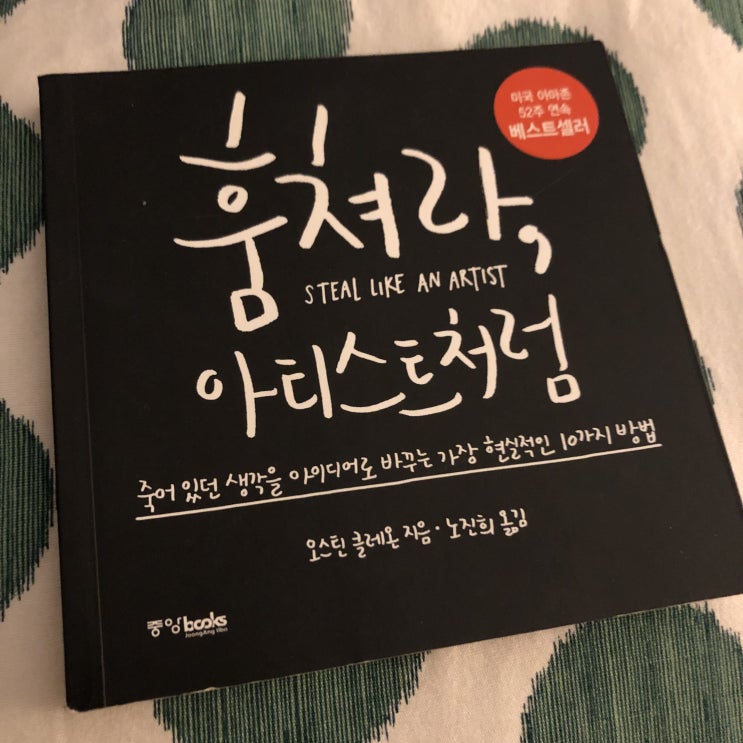 미국 아마존
52주 연속
베스트셀러
훔쳐라,
STEAL LIKE AN ARTIST
아티스트처럼
죽어 있던 생각을 아이디어로 바꾸는 가장 현실적인 10가지 방법
오스틴 클레온 지음 · 노진희 옮김
중앙books
JoongAng Ilbo